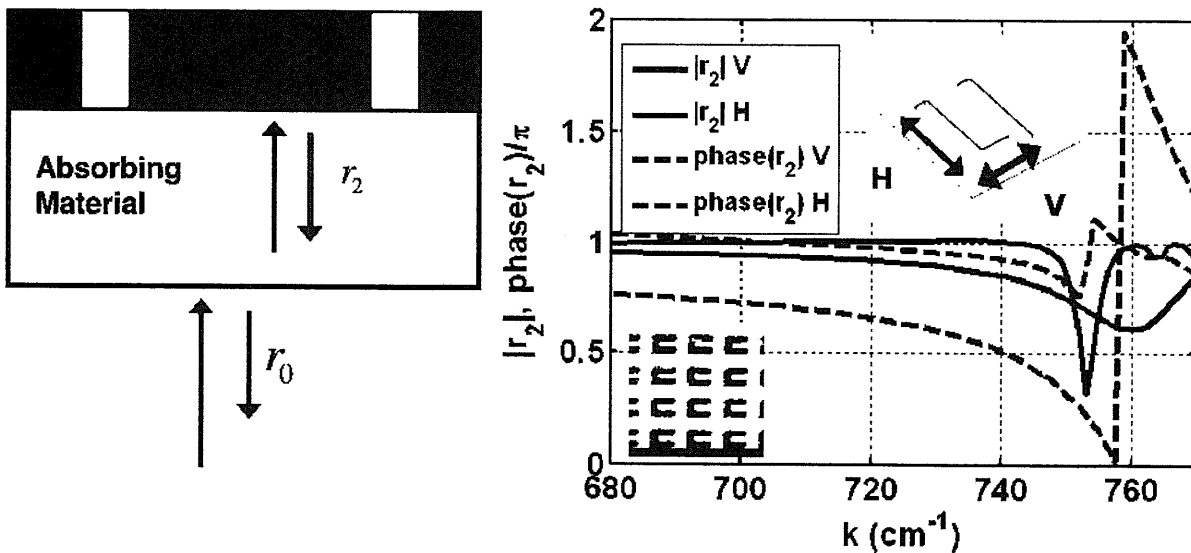 Absorbing
Material
r2
r0
|r2| V
|r2| H
phase(r2) V
phase(r2) H
H
V
|r2|, phase(r2)/π
2
1.5
1
0.5
0
680
700
720
740
760
k (cm-1)